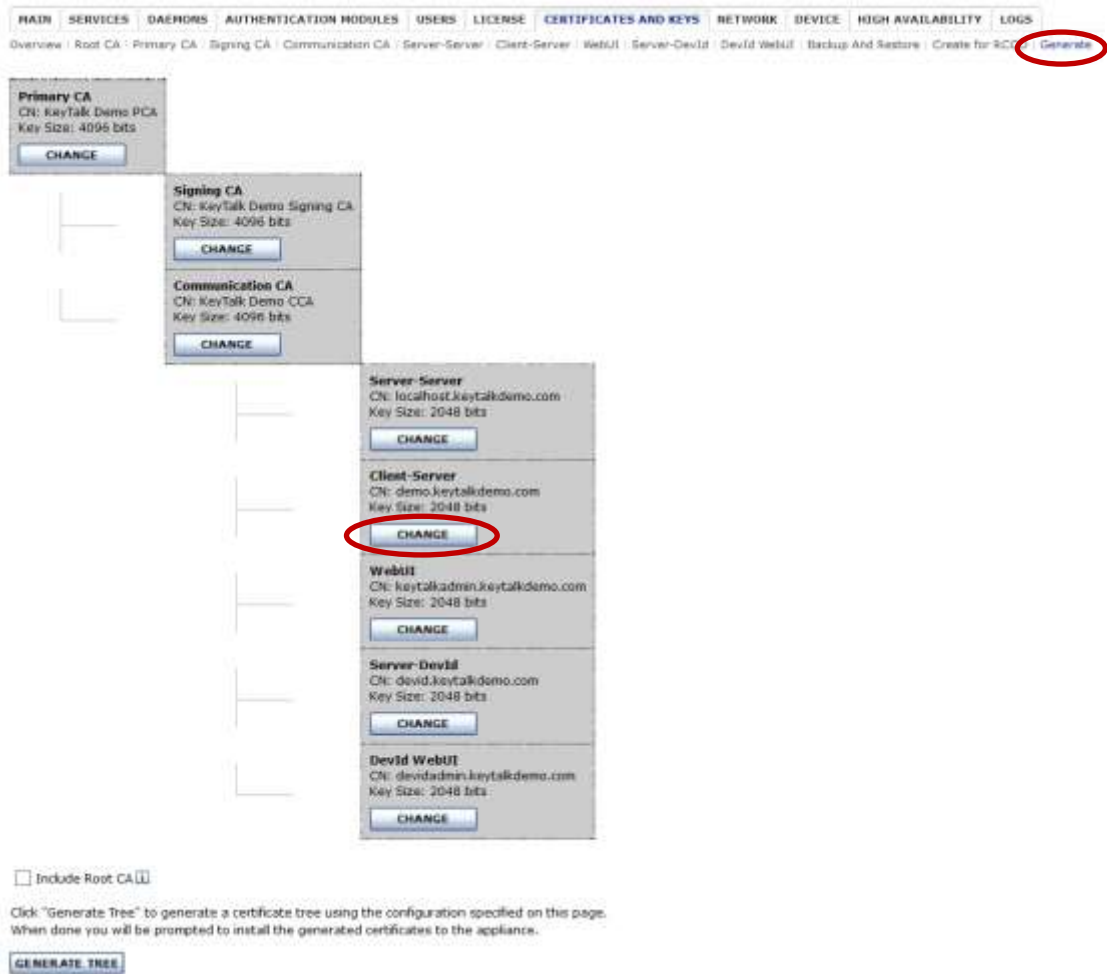 MAIN SERVICES DAEMONS AUTHENTICATION MODULES USERS LICENSE CERTIFICATES AND KEYS NETWORK DEVICE HIGH AVAILABILITY LOGS
Overview | Root CA | Primary CA | Signing CA | Communication CA | Server-Server | Client-Server | WebUI | Server-DevId | DevId WebUI | Backup And Restore | Create for | Generate
Primary CA
CN: KeyTalk Demo PCA
Key Size: 4096 bits
CHANGE
Signing CA
CN: KeyTalk Demo Signing CA
Key Size: 4096 bits
CHANGE
Communication CA
CN: KeyTalk Demo CCA
Key Size: 4096 bits
CHANGE
Server-Server
CN: localhost.keytalkdemo.com
Key Size: 2048 bits
CHANGE
Client-Server
CN: demo.keytalkdemo.com
Key Size: 2048 bits
CHANGE
WebUI
CN: keytalkadmin.keytalkdemo.com
Key Size: 2048 bits
CHANGE
Server-DevId
CN: devid.keytalkdemo.com
Key Size: 2048 bits
CHANGE
DevId WebUI
CN: devidadmin.keytalkdemo.com
Key Size: 2048 bits
CHANGE
Include Root CA
Click "Generate Tree" to generate a certificate tree using the configuration specified on this page.
When done you will be prompted to install the generated certificates to the appliance.
GENERATE TREE